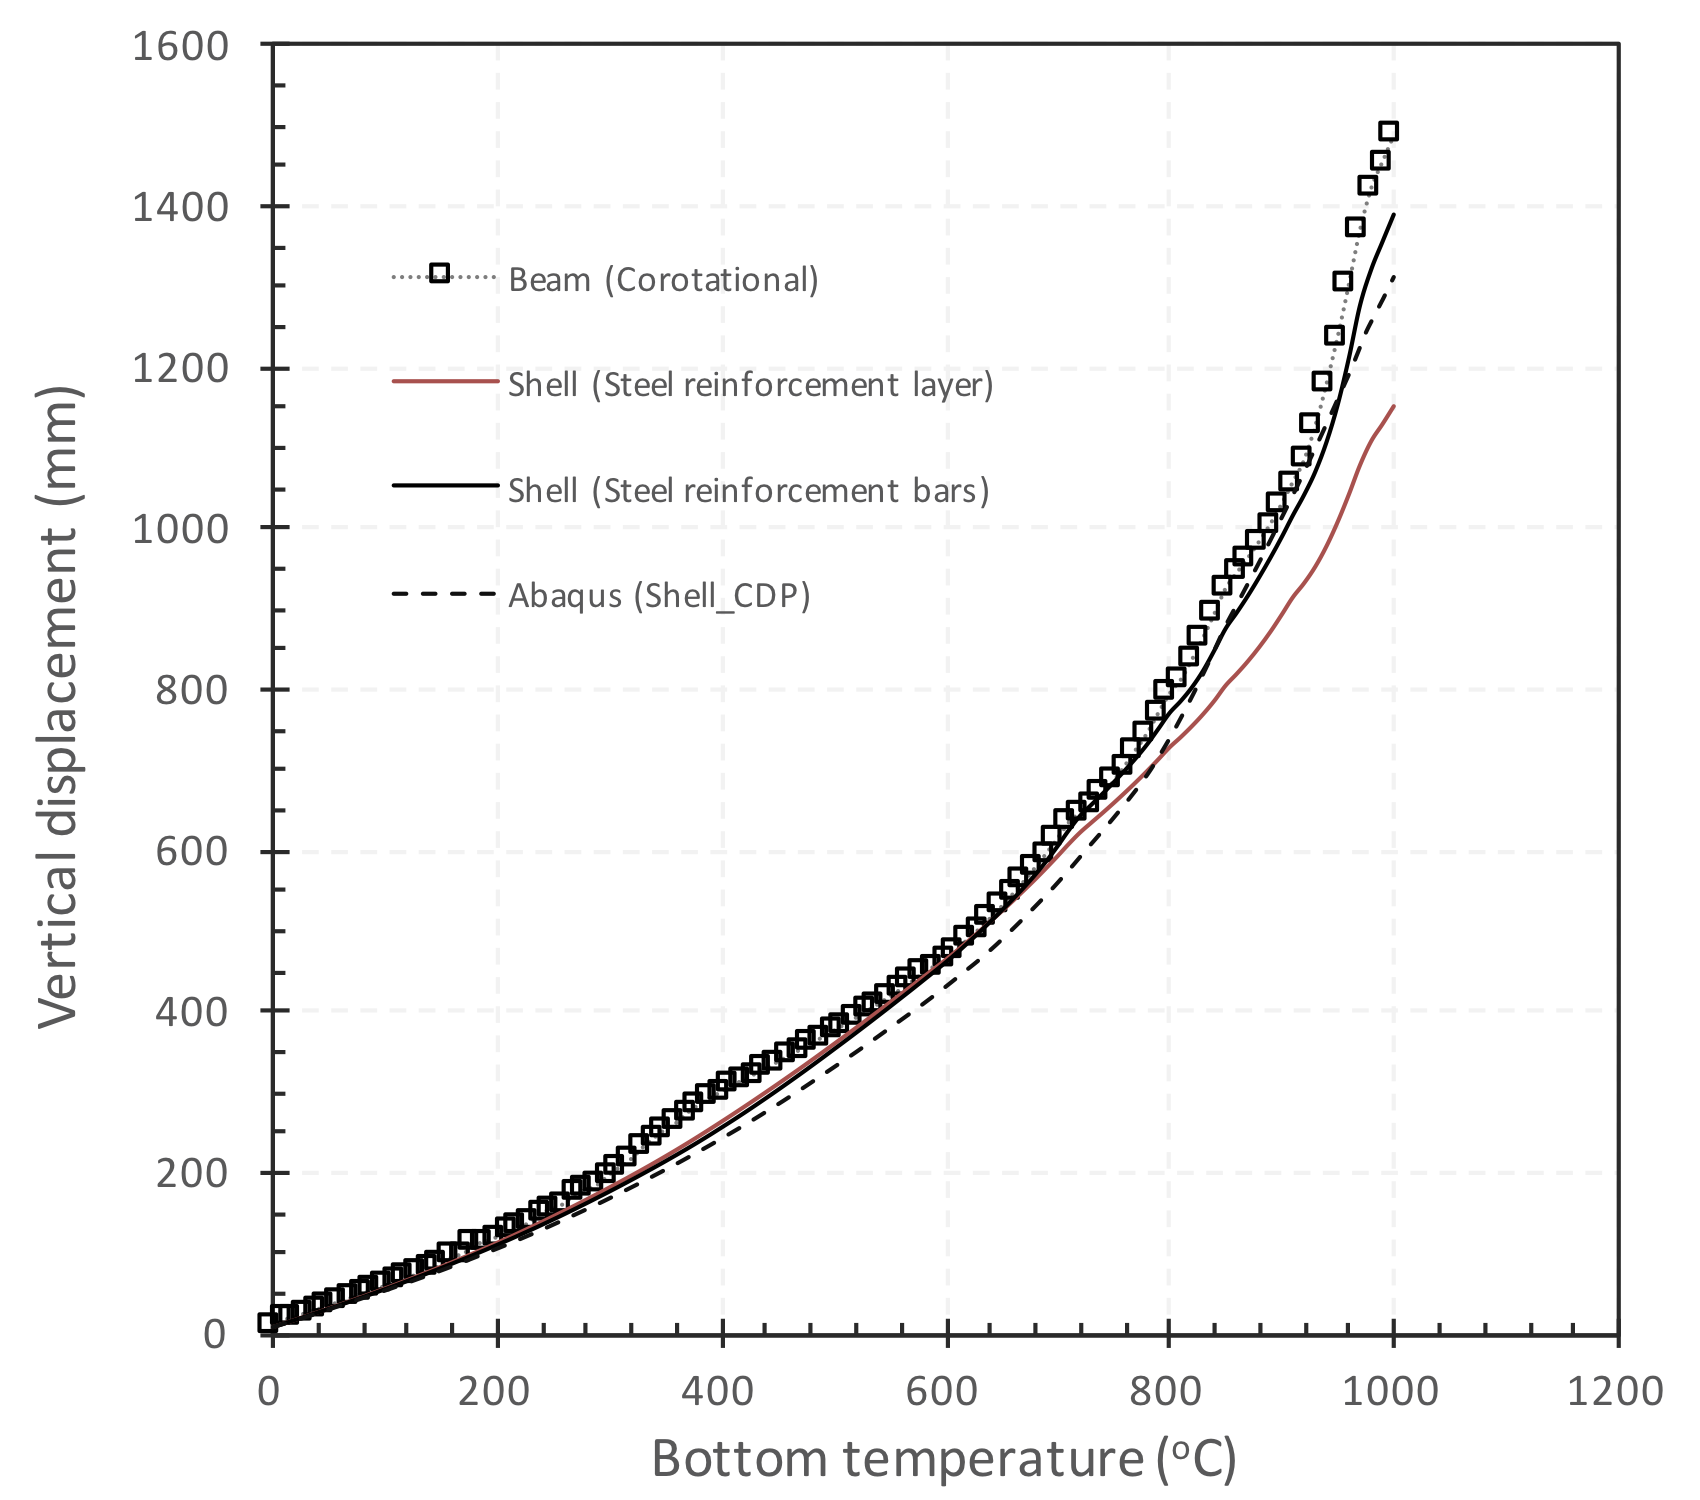 1600
1400
1200
1000
800
600
400
200
0
Vertical displacement (mm)
Beam (Corotational)
Shell (Steel reinforcement layer)
Shell (Steel reinforcement bars)
Abaqus (Shell_CDP)
0 200 400 600 800 1000 1200
Bottom temperature (ºC)